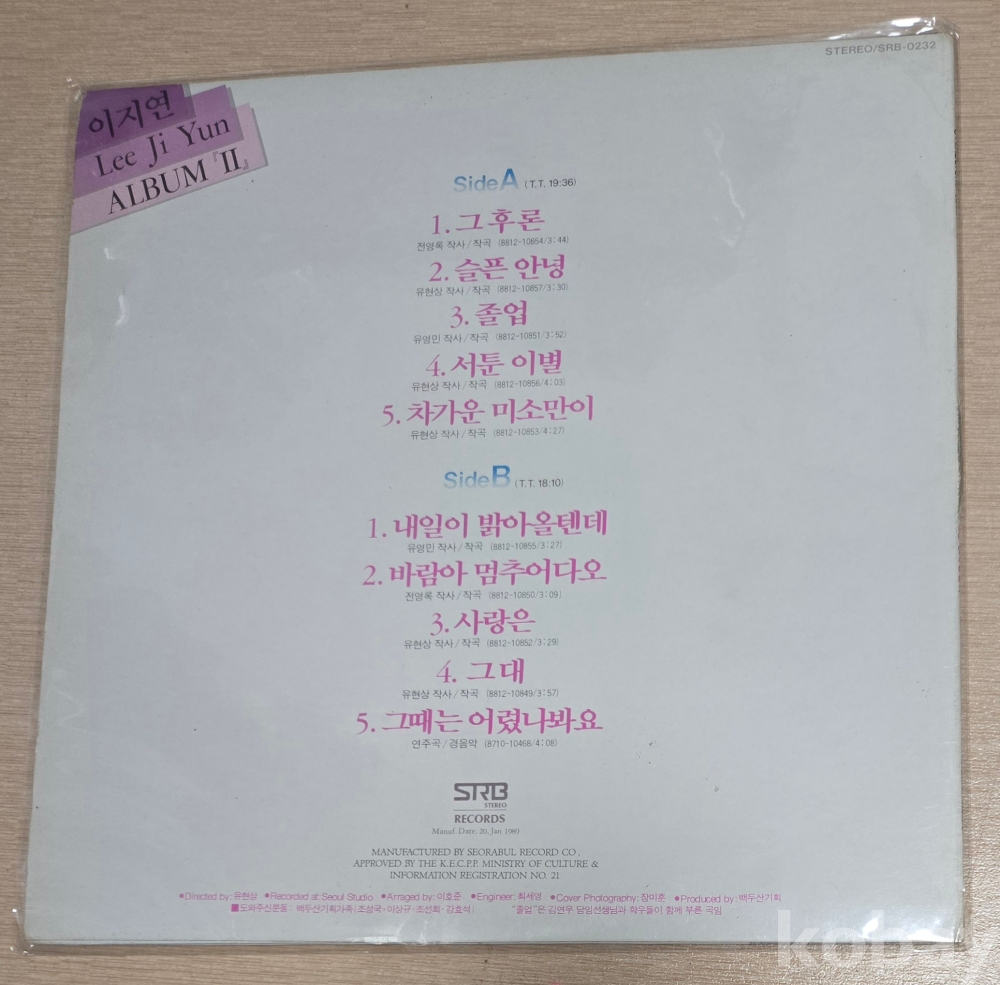 STEREO/SRB-0232
이지연
Lee Ji Yun
ALBUM『II』
Side A (T.T. 19:36)
1. 그 후론
전영록 작사 / 작곡 (8812-10854/3:44)
2. 슬픈 안녕
유현상 작사 / 작곡 (8812-10857/3:30)
3. 졸업
유영민 작사 / 작곡 (8812-10851/3:52)
4. 서툰 이별
유현상 작사 / 작곡 (8812-10856/4:03)
5. 차가운 미소만이
유현상 작사 / 작곡 (8812-10853/4:27)
Side B (T.T. 18:10)
1. 내일이 밝아올텐데
유영민 작사 / 작곡 (8812-10855/3:27)
2. 바람아 멈추어다오
전영록 작사 / 작곡 (8812-10850/3:09)
3. 사랑은
유현상 작사 / 작곡 (8812-10852/3:29)
4. 그대
유현상 작사 / 작곡 (8812-10849/3:57)
5. 그때는 어렸나봐요
연주곡 / 경음악 (8710-10468/4:08)
SRB
STEREO
RECORDS
Manuf. Date. 20, Jan. 1989
MANUFACTURED BY SEORABUL RECORD CO.,
APPROVED BY THE K.E.C.P.P. MINISTRY OF CULTURE &
INFORMATION REGISTRATION NO. 21
●Directed by: 유현상 ●Recorded at: Seoul Studio ●Arraged by: 이호준 ●Engineer: 최세영 ●Cover Photography: 장미훈 ●Produced by: 백두산기획
■도와주신분들: 백두산기획가족 (조성국·이상규·조선희·강효석) "졸업"은 김연우 담임선생님과 학우들이 함께 부른 곡임
kobay